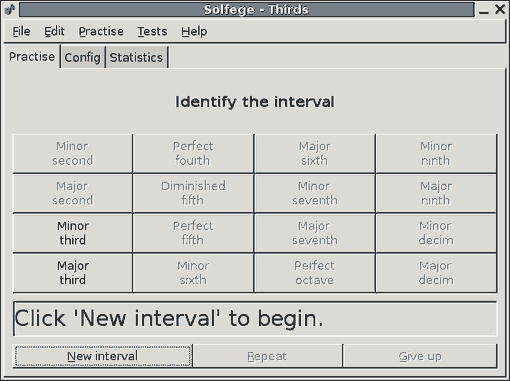 Solfege - Thirds
File Edit Practise Tests Help
Practise Config Statistics
Identify the interval
Minor second
Perfect fourth
Major sixth
Minor ninth
Major second
Diminished fifth
Minor seventh
Major ninth
Minor third
Perfect fifth
Major seventh
Minor decim
Major third
Minor sixth
Perfect octave
Major decim
Click 'New interval' to begin.
New interval Repeat Give up